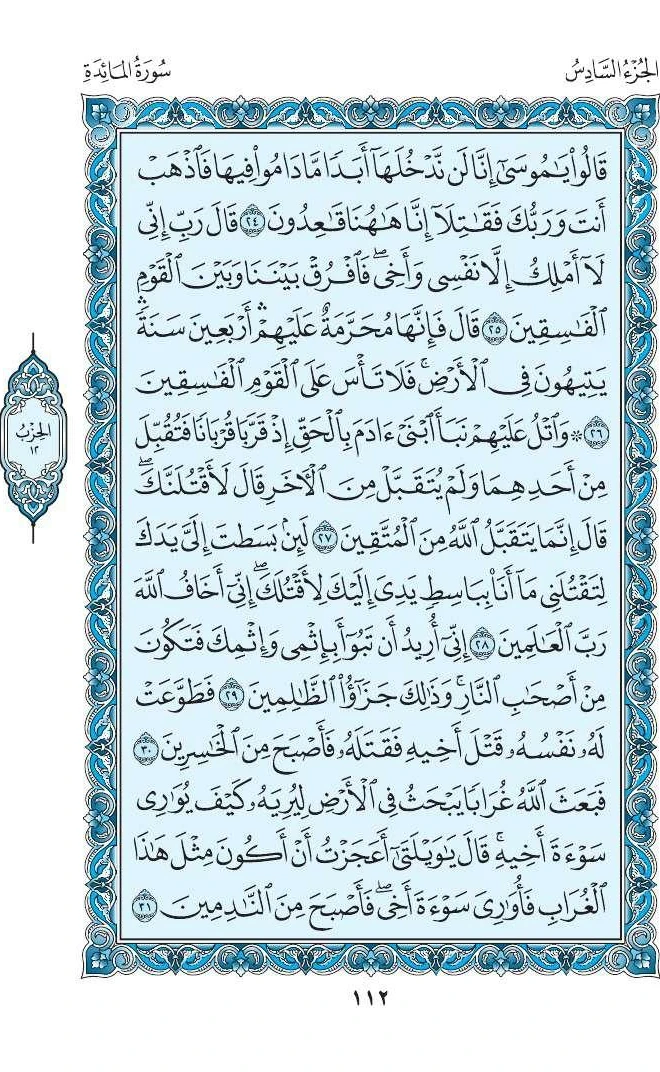 الجُزْءُ السَّادِسُ
سُورَةُ المَائِدَةِ
قَالُواْ يَٰمُوسَىٰٓ إِنَّا لَن نَّدۡخُلَهَآ أَبَدٗا مَّا دَامُواْ فِيهَا فَٱذۡهَبۡ
أَنتَ وَرَبُّكَ فَقَٰتِلَآ إِنَّا هَٰهُنَا قَٰعِدُونَ ٢٤ قَالَ رَبِّ إِنِّي
لَآ أَمۡلِكُ إِلَّا نَفۡسِي وَأَخِيۖ فَٱفۡرُقۡ بَيۡنَنَا وَبَيۡنَ ٱلۡقَوۡمِ
ٱلۡفَٰسِقِينَ ٢٥ قَالَ فَإِنَّهَا مُحَرَّمَةٌ عَلَيۡهِمۡۛ أَرۡبَعِينَ سَنَةٗۛ
يَتِيهُونَ فِي ٱلۡأَرۡضِۚ فَلَا تَأۡسَ عَلَى ٱلۡقَوۡمِ ٱلۡفَٰسِقِينَ
٢٦ ۞ وَٱتۡلُ عَلَيۡهِمۡ نَبَأَ ٱبۡنَيۡ ءَادَمَ بِٱلۡحَقِّ إِذۡ قَرَّبَا قُرۡبَانٗا فَتُقُبِّلَ
مِنۡ أَحَدِهِمَا وَلَمۡ يُتَقَبَّلۡ مِنَ ٱلۡأٓخَرِ قَالَ لَأَقۡتُلَنَّكَۖ
قَالَ إِنَّمَا يَتَقَبَّلُ ٱللَّهُ مِنَ ٱلۡمُتَّقِينَ ٢٧ لَئِنۢ بَسَطتَ إِلَيَّ يَدَكَ
لِتَقۡتُلَنِي مَآ أَنَا۠ بِبَاسِطٖ يَدِيَ إِلَيۡكَ لِأَقۡتُلَكَۖ إِنِّيٓ أَخَافُ ٱللَّهَ
رَبَّ ٱلۡعَٰلَمِينَ ٢٨ إِنِّيٓ أُرِيدُ أَن تَبُوٓأَ بِإِثۡمِي وَإِثۡمِكَ فَتَكُونَ
مِنۡ أَصۡحَٰبِ ٱلنَّارِۚ وَذَٰلِكَ جَزَٰٓؤُاْ ٱلظَّٰلِمِينَ ٢٩ فَطَوَّعَتۡ
لَهُۥ نَفۡسُهُۥ قَتۡلَ أَخِيهِ فَقَتَلَهُۥ فَأَصۡبَحَ مِنَ ٱلۡخَٰسِرِينَ ٣٠
فَبَعَثَ ٱللَّهُ غُرَابٗا يَبۡحَثُ فِي ٱلۡأَرۡضِ لِيُرِيَهُۥ كَيۡفَ يُوَٰرِي
سَوۡءَةَ أَخِيهِۚ قَالَ يَٰوَيۡلَتَىٰٓ أَعَجَزۡتُ أَنۡ أَكُونَ مِثۡلَ هَٰذَا
ٱلۡغُرَابِ فَأُوَٰرِيَ سَوۡءَةَ أَخِيۖ فَأَصۡبَحَ مِنَ ٱلنَّٰدِمِينَ ٣١
الحِزْبُ
١٢
١١٢